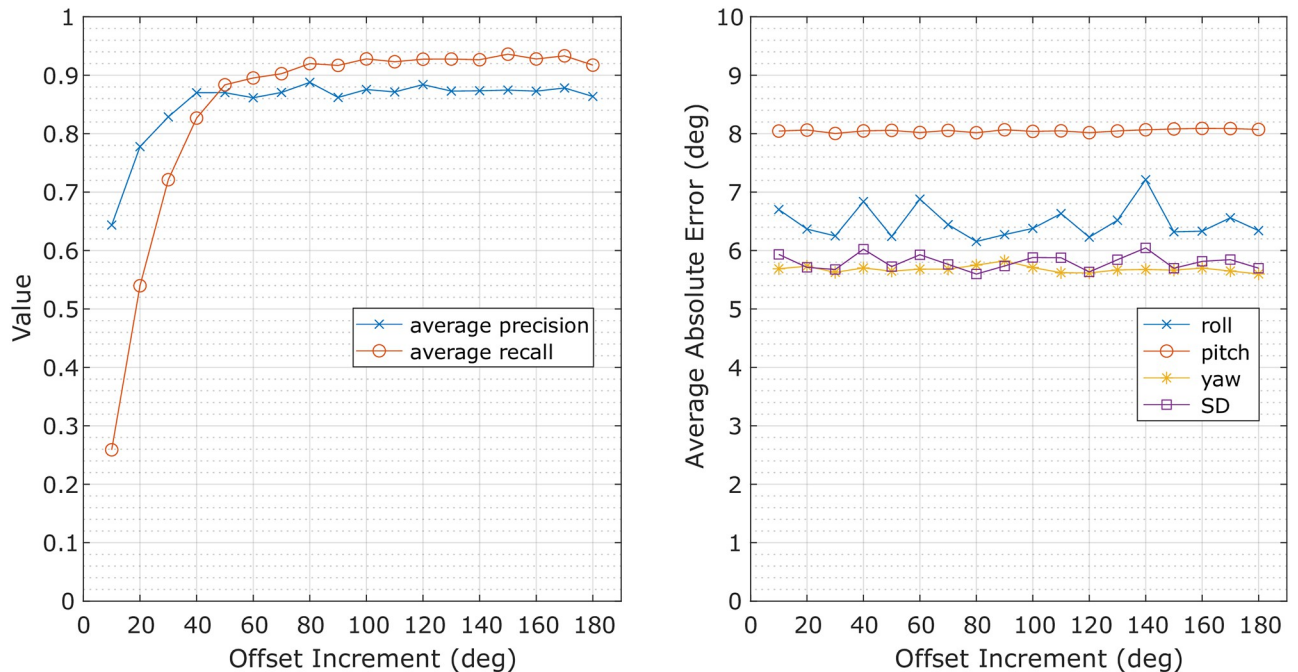 1
0.9
0.8
0.7
0.6
0.5
0.4
0.3
0.2
0.1
0
Value
0 20 40 60 80 100 120 140 160 180
Offset Increment (deg)
average precision
average recall
10
9
8
7
6
5
4
3
2
1
0
Average Absolute Error (deg)
0 20 40 60 80 100 120 140 160 180
Offset Increment (deg)
roll
pitch
yaw
SD